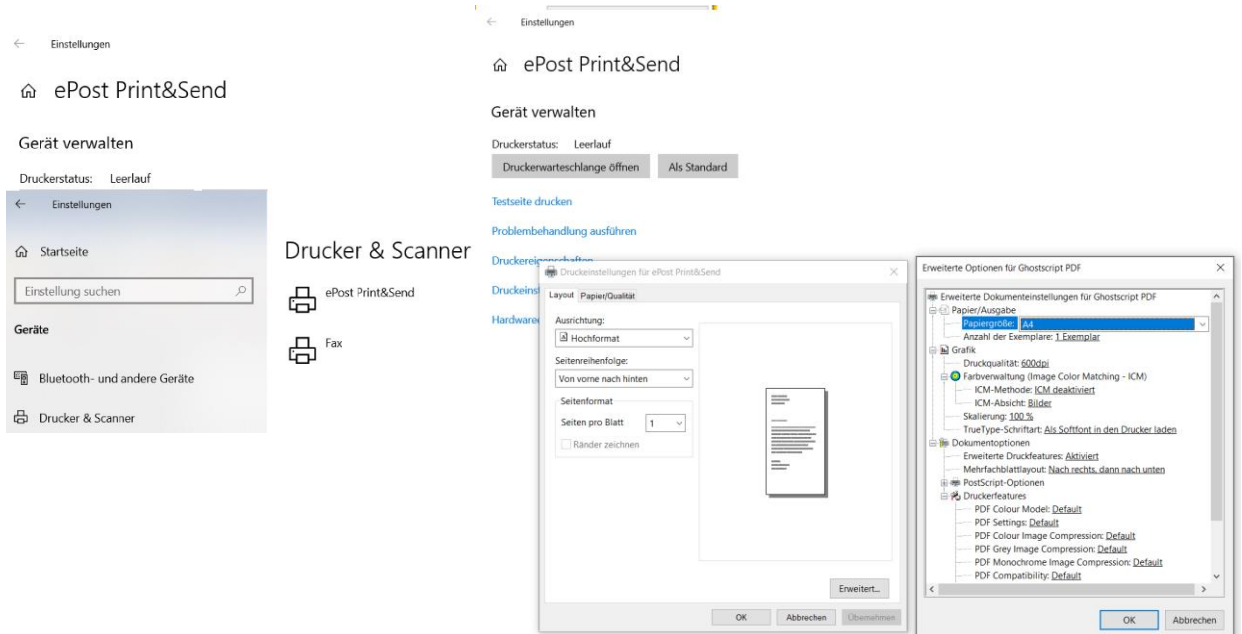 Einstellungen
ePost Print&Send
Gerät verwalten
Druckerstatus: Leerlauf
Einstellungen
Startseite
Einstellung suchen
Geräte
Bluetooth- und andere Geräte
Drucker & Scanner
Drucker & Scanner
ePost Print&Send
Fax
Einstellungen
ePost Print&Send
Gerät verwalten
Druckerstatus: Leerlauf
Druckerwarteschlange öffnen Als Standard
Testseite drucken
Problembehandlung ausführen
Druckeinstellungen für ePost Print&Send
Layout Papier/Qualität
Ausrichtung:
Hochformat
Seitenreihenfolge:
Von vorne nach hinten
Seitenformat
Seiten pro Blatt 1
Ränder zeichnen
Erweitert...
OK Abbrechen Übernehmen
Erweiterte Optionen für Ghostscript PDF
Erweiterte Dokumenteinstellungen für Ghostscript PDF
Papier/Ausgabe
Papiergröße: A4
Anzahl der Exemplare: 1 Exemplar
Grafik
Druckqualität: 600dpi
Farbverwaltung (Image Color Matching - ICM)
ICM-Methode: ICM deaktiviert
ICM-Absicht: Bilder
Skalierung: 100 %
TrueType-Schriftart: Als Softfont in den Drucker laden
Dokumentoptionen
Erweiterte Druckfeatures: Aktiviert
Mehrfachblattlayout: Nach rechts, dann nach unten
PostScript-Optionen
Druckerfeatures
PDF Colour Model: Default
PDF Settings: Default
PDF Colour Image Compression: Default
PDF Grey Image Compression: Default
PDF Monochrome Image Compression: Default
PDF Compatibility: Default
OK Abbrechen